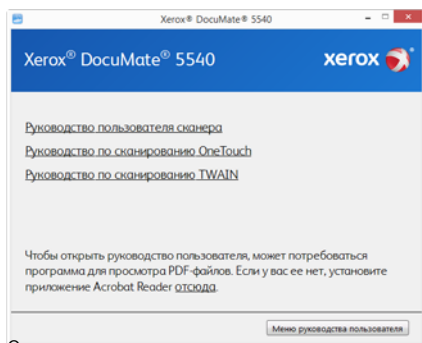 Xerox® DocuMate® 5540
Xerox® DocuMate® 5540
xerox
Руководство пользователя сканера
Руководство по сканированию OneTouch
Руководство по сканированию TWAIN
Чтобы открыть руководство пользователя, может потребоваться
программа для просмотра PDF-файлов. Если у вас ее нет, установите
приложение Acrobat Reader отсюда.
Меню руководства пользователя